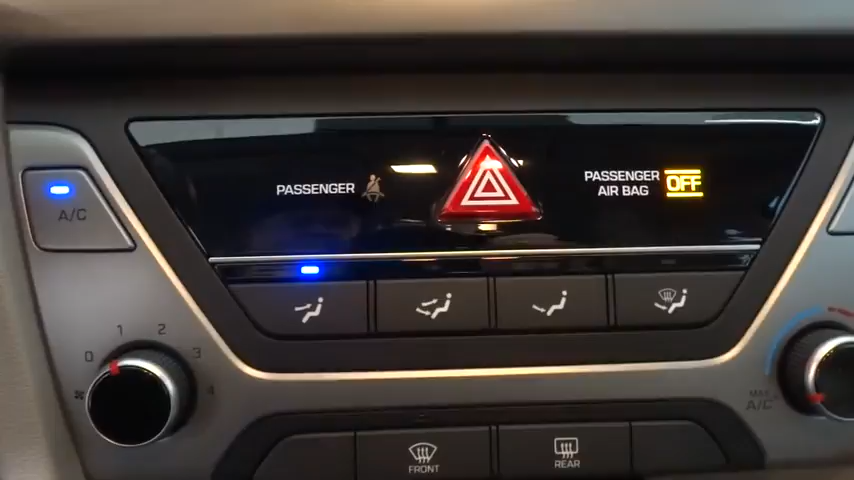 PASSENGER
PASSENGER
AIR BAG OFF
A/C
0 1 2 3 4
MAX
A/C
FRONT
REAR